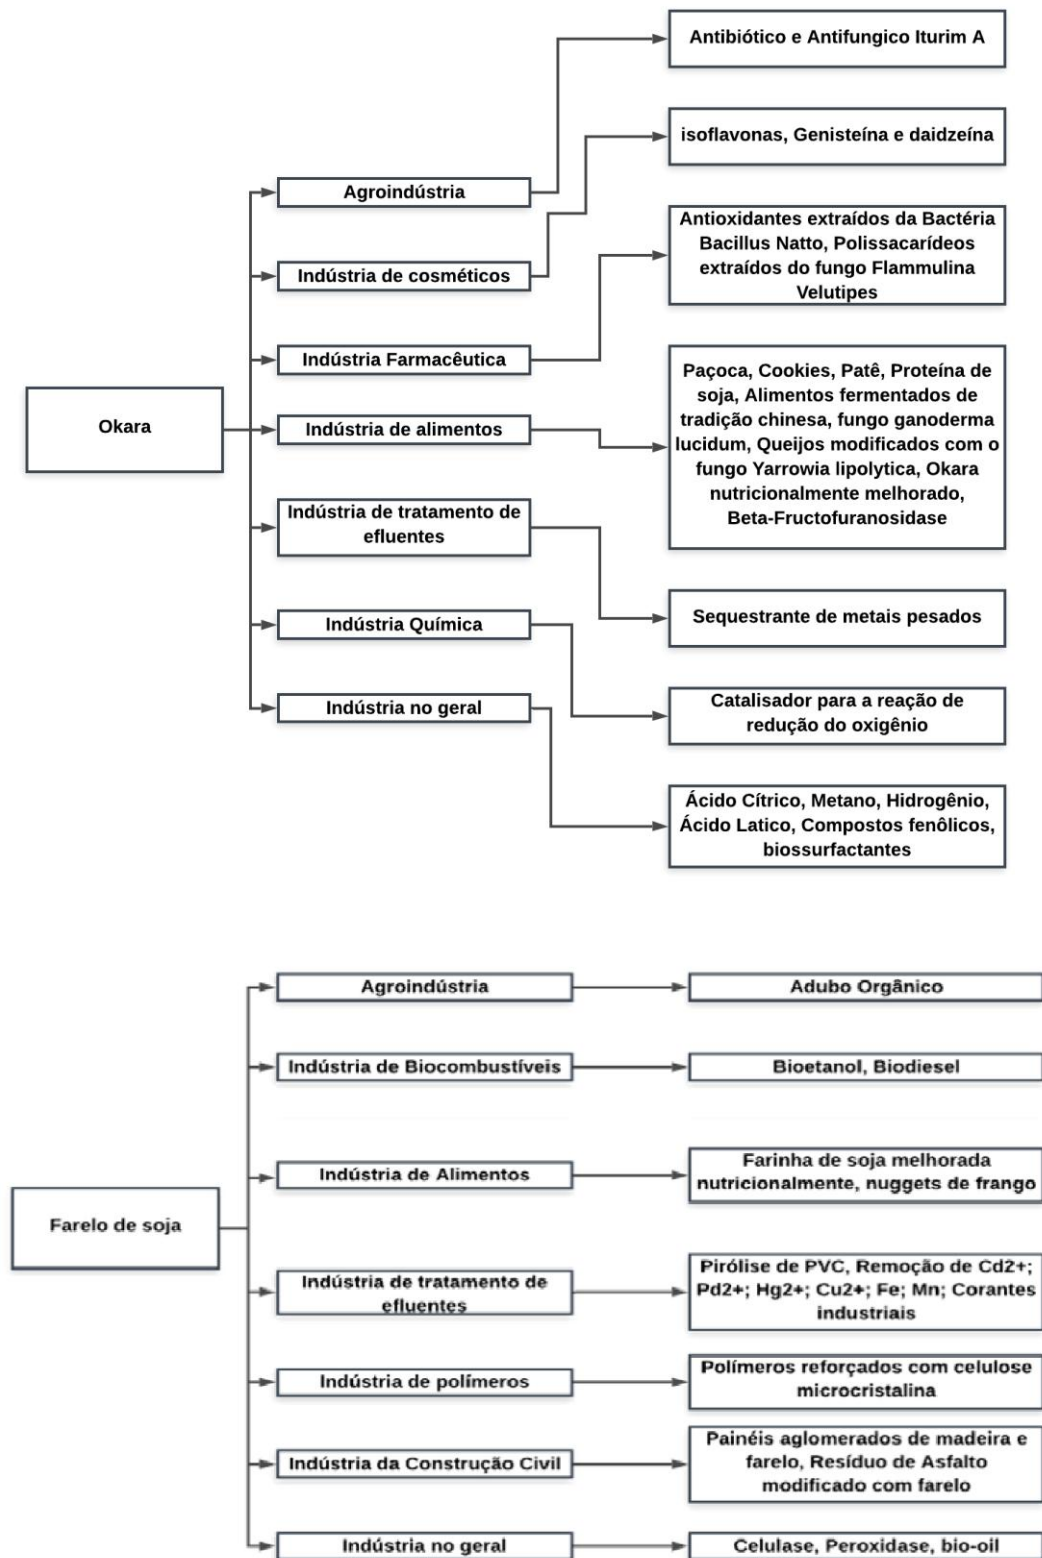 Okara
Agroindústria
Antibiótico e Antifungico Iturim A
Indústria de cosméticos
isoflavonas, Genisteína e daidzeína
Indústria Farmacêutica
Antioxidantes extraídos da Bactéria
Bacillus Natto, Polissacarídeos
extraídos do fungo Flammulina
Velutipes
Indústria de alimentos
Paçoca, Cookies, Patê, Proteína de
soja, Alimentos fermentados de
tradição chinesa, fungo ganoderma
lucidum, Queijos modificados com o
fungo Yarrowia lipolytica, Okara
nutricionalmente melhorado,
Beta-Fructofuranosidase
Indústria de tratamento de
efluentes
Sequestrante de metais pesados
Indústria Química
Catalisador para a reação de
redução do oxigênio
Indústria no geral
Ácido Cítrico, Metano, Hidrogênio,
Ácido Latico, Compostos fenôlicos,
biossurfactantes
Farelo de soja
Agroindústria
Adubo Orgânico
Indústria de Biocombustíveis
Bioetanol, Biodiesel
Indústria de Alimentos
Farinha de soja melhorada
nutricionalmente, nuggets de frango
Indústria de tratamento de
efluentes
Pirólise de PVC, Remoção de Cd2+;
Pd2+; Hg2+; Cu2+; Fe; Mn; Corantes
industriais
Indústria de polímeros
Polímeros reforçados com celulose
microcristalina
Indústria da Construção Civil
Painéis aglomerados de madeira e
farelo, Resíduo de Asfalto
modificado com farelo
Indústria no geral
Celulase, Peroxidase, bio-oil